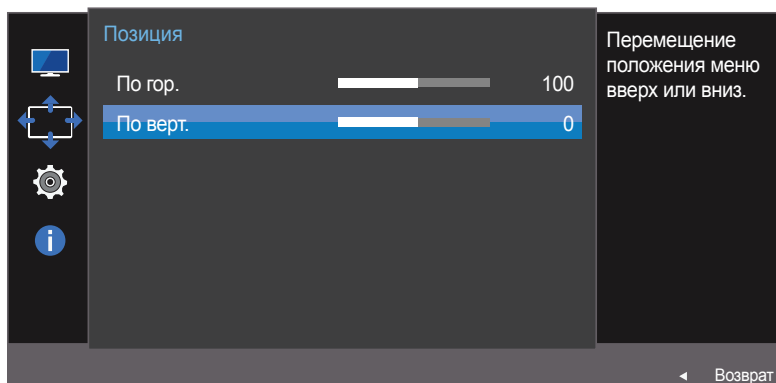 Позиция
По гор. 100
По верт. 0
Перемещение
положения меню
вверх или вниз.
i
Возврат